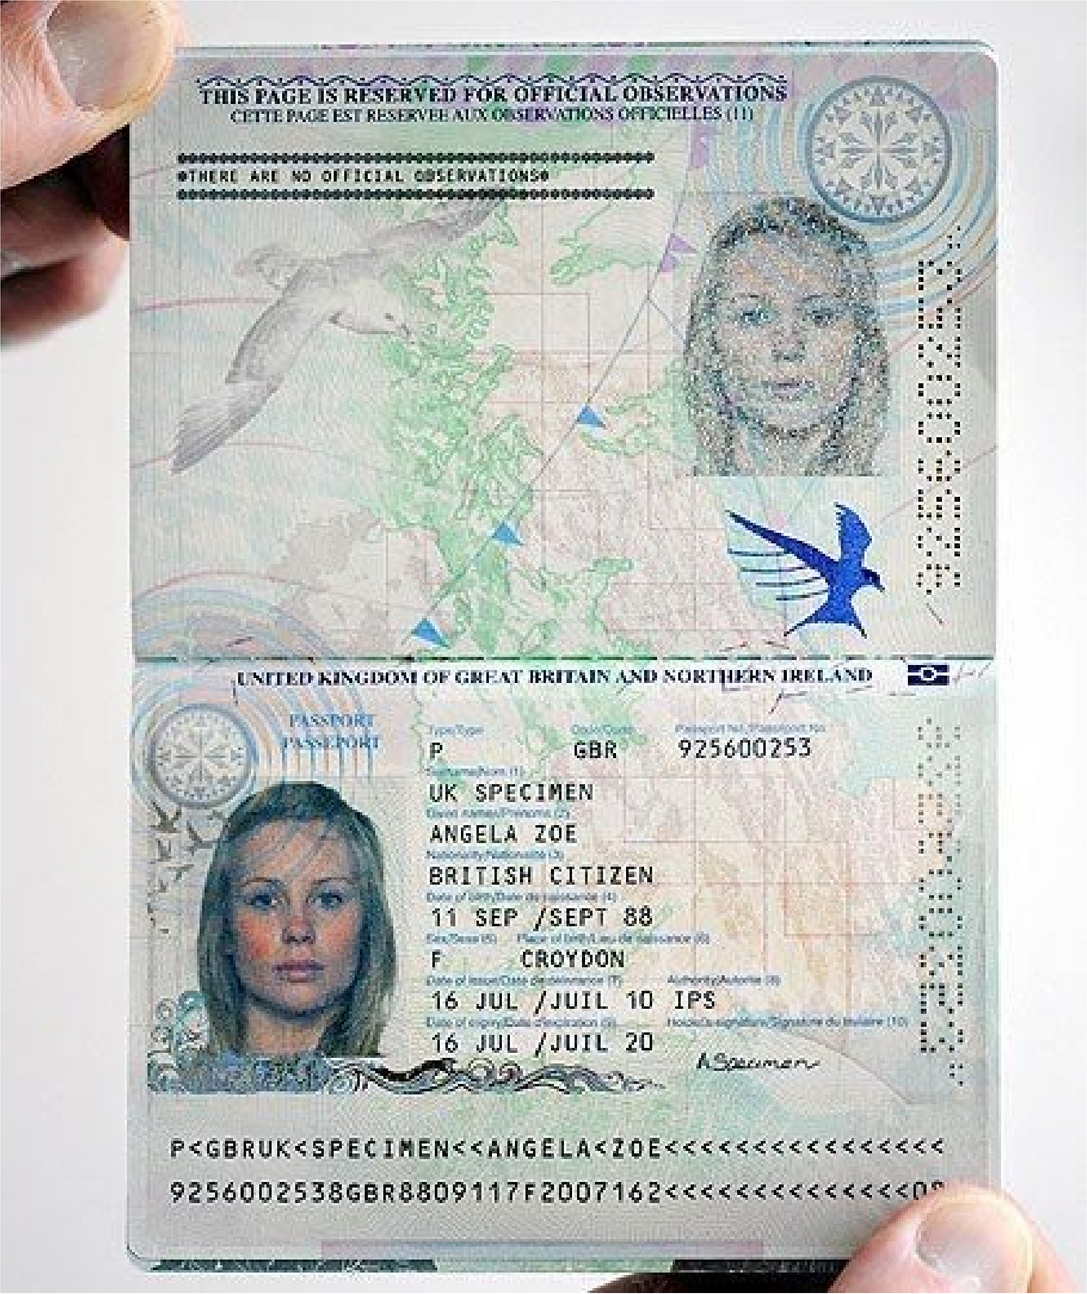 THIS PAGE IS RESERVED FOR OFFICIAL OBSERVATIONS
CETTE PAGE EST RESERVEE AUX OBSERVATIONS OFFICIELLES (11)
THERE ARE NO OFFICIAL OBSERVATIONS
UNITED KINGDOM OF GREAT BRITAIN AND NORTHERN IRELAND
PASSPORT
PASSEPORT
Type/Type Code/Code Passport No./Passeport No.
P GBR 925600253
Surname/Nom (1)
UK SPECIMEN
Given names/Prénoms (2)
ANGELA ZOE
Nationality/Nationalité (3)
BRITISH CITIZEN
Date of birth/Date de naissance (4)
11 SEP /SEPT 88
Sex/Sexe (5) Place of birth/Lieu de naissance (6)
F CROYDON
Date of issue/Date de délivrance (7) Authority/Autorité (8)
16 JUL /JUIL 10 IPS
Date of expiry/Date d'expiration (9) Holder's signature/Signature du titulaire (10)
16 JUL /JUIL 20 A Specimen
P<GBRUK<SPECIMEN<<ANGELA<ZOE<<<<<<<<<<<<<<<<
9256002538GBR8809117F2007162<<<<<<<<<<<<<<